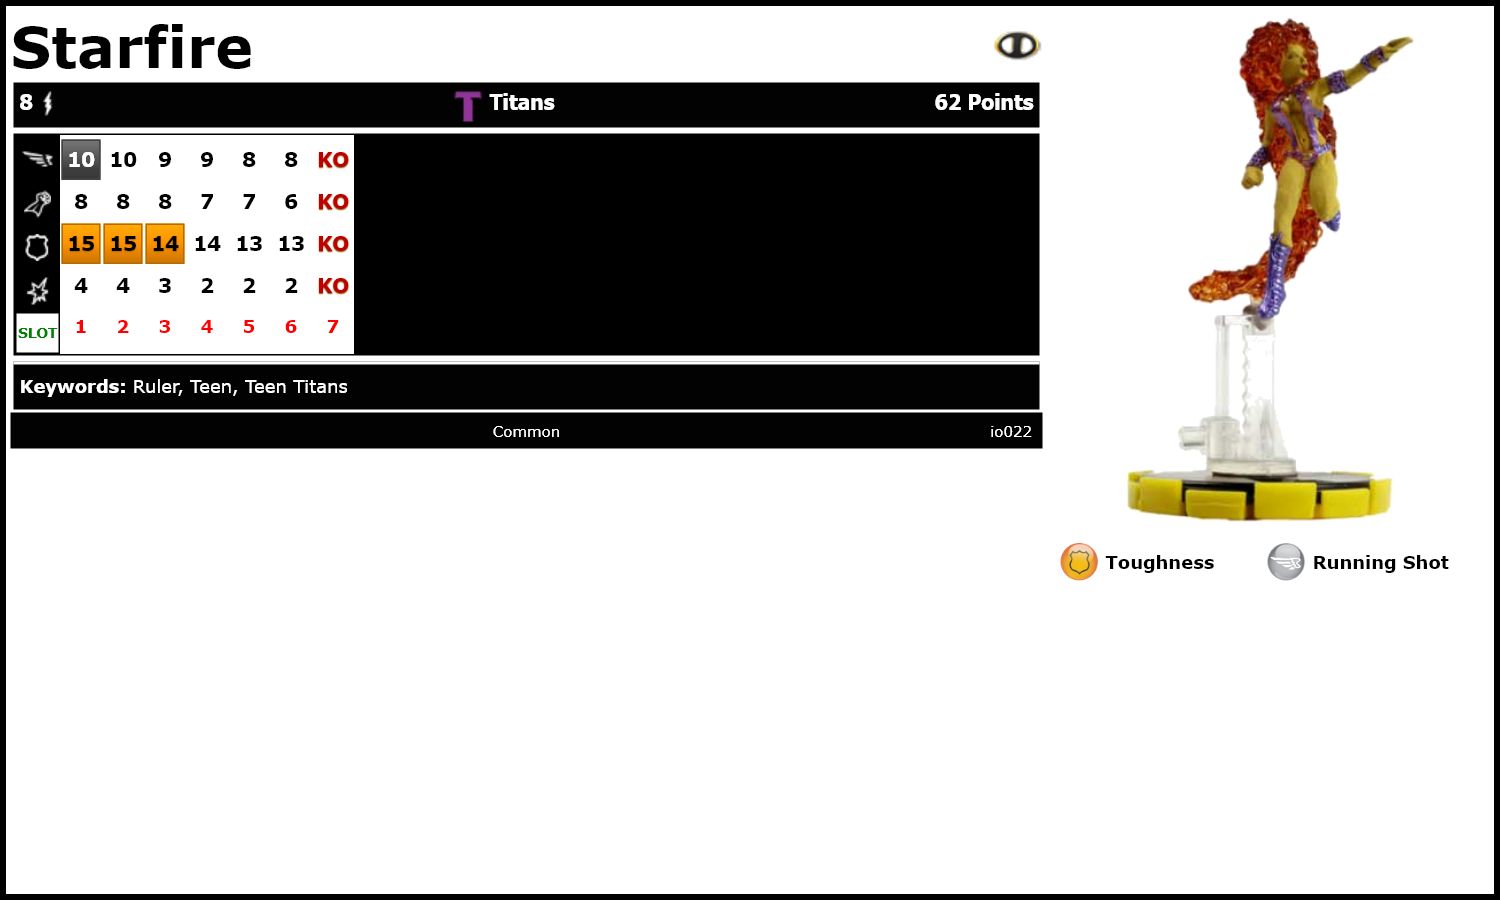 Starfire
8 T Titans 62 Points
10 10 9 9 8 8 KO
8 8 8 7 7 6 KO
15 15 14 14 13 13 KO
4 4 3 2 2 2 KO
SLOT 1 2 3 4 5 6 7
Keywords: Ruler, Teen, Teen Titans
Common io022
Toughness Running Shot